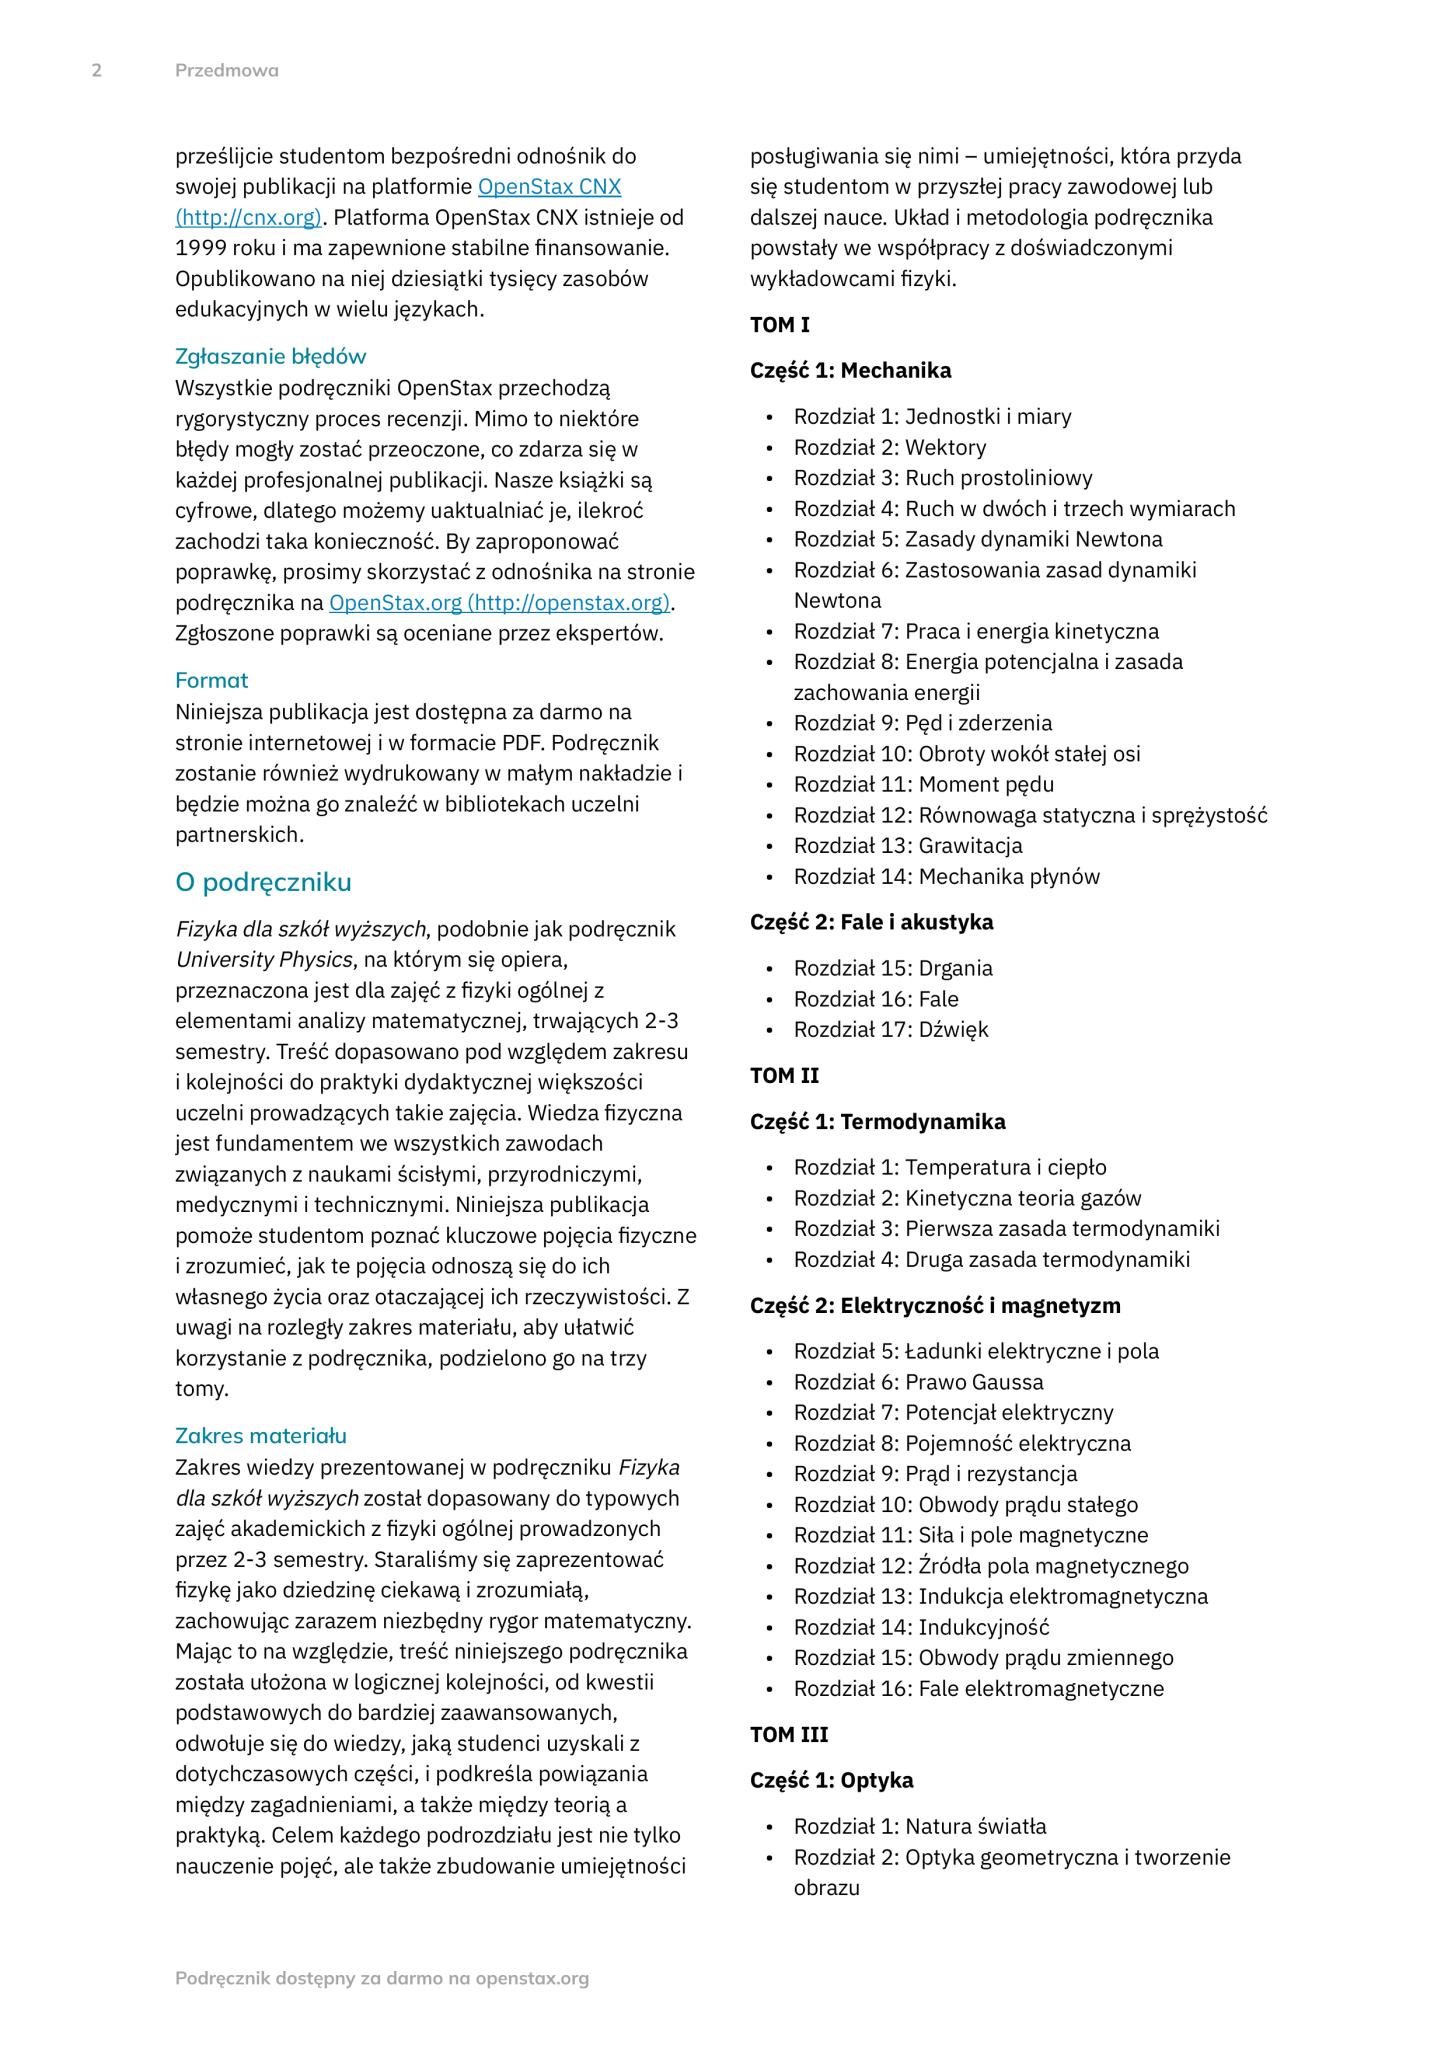 2 Przedmowa
prześlijcie studentom bezpośredni odnośnik do
swojej publikacji na platformie OpenStax CNX
(http://cnx.org). Platforma OpenStax CNX istnieje od
1999 roku i ma zapewnione stabilne finansowanie.
Opublikowano na niej dziesiątki tysięcy zasobów
edukacyjnych w wielu językach.
Zgłaszanie błędów
Wszystkie podręczniki OpenStax przechodzą
rygorystyczny proces recenzji. Mimo to niektóre
błędy mogły zostać przeoczone, co zdarza się w
każdej profesjonalnej publikacji. Nasze książki są
cyfrowe, dlatego możemy uaktualniać je, ilekroć
zachodzi taka konieczność. By zaproponować
poprawkę, prosimy skorzystać z odnośnika na stronie
podręcznika na OpenStax.org (http://openstax.org).
Zgłoszone poprawki są oceniane przez ekspertów.
Format
Niniejsza publikacja jest dostępna za darmo na
stronie internetowej i w formacie PDF. Podręcznik
zostanie również wydrukowany w małym nakładzie i
będzie można go znaleźć w bibliotekach uczelni
partnerskich.
O podręczniku
Fizyka dla szkół wyższych, podobnie jak podręcznik
University Physics, na którym się opiera,
przeznaczona jest dla zajęć z fizyki ogólnej z
elementami analizy matematycznej, trwających 2-3
semestry. Treść dopasowano pod względem zakresu
i kolejności do praktyki dydaktycznej większości
uczelni prowadzących takie zajęcia. Wiedza fizyczna
jest fundamentem we wszystkich zawodach
związanych z naukami ścisłymi, przyrodniczymi,
medycznymi i technicznymi. Niniejsza publikacja
pomoże studentom poznać kluczowe pojęcia fizyczne
i zrozumieć, jak te pojęcia odnoszą się do ich
własnego życia oraz otaczającej ich rzeczywistości. Z
uwagi na rozległy zakres materiału, aby ułatwić
korzystanie z podręcznika, podzielono go na trzy
tomy.
Zakres materiału
Zakres wiedzy prezentowanej w podręczniku Fizyka
dla szkół wyższych został dopasowany do typowych
zajęć akademickich z fizyki ogólnej prowadzonych
przez 2-3 semestry. Staraliśmy się zaprezentować
fizykę jako dziedzinę ciekawą i zrozumiałą,
zachowując zarazem niezbędny rygor matematyczny.
Mając to na względzie, treść niniejszego podręcznika
została ułożona w logicznej kolejności, od kwestii
podstawowych do bardziej zaawansowanych,
odwołuje się do wiedzy, jaką studenci uzyskali z
dotychczasowych części, i podkreśla powiązania
między zagadnieniami, a także między teorią a
praktyką. Celem każdego podrozdziału jest nie tylko
nauczenie pojęć, ale także zbudowanie umiejętności
posługiwania się nimi – umiejętności, która przyda
się studentom w przyszłej pracy zawodowej lub
dalszej nauce. Układ i metodologia podręcznika
powstały we współpracy z doświadczonymi
wykładowcami fizyki.
TOM I
Część 1: Mechanika
• Rozdział 1: Jednostki i miary
• Rozdział 2: Wektory
• Rozdział 3: Ruch prostoliniowy
• Rozdział 4: Ruch w dwóch i trzech wymiarach
• Rozdział 5: Zasady dynamiki Newtona
• Rozdział 6: Zastosowania zasad dynamiki
Newtona
• Rozdział 7: Praca i energia kinetyczna
• Rozdział 8: Energia potencjalna i zasada
zachowania energii
• Rozdział 9: Pęd i zderzenia
• Rozdział 10: Obroty wokół stałej osi
• Rozdział 11: Moment pędu
• Rozdział 12: Równowaga statyczna i sprężystość
• Rozdział 13: Grawitacja
• Rozdział 14: Mechanika płynów
Część 2: Fale i akustyka
• Rozdział 15: Drgania
• Rozdział 16: Fale
• Rozdział 17: Dźwięk
TOM II
Część 1: Termodynamika
• Rozdział 1: Temperatura i ciepło
• Rozdział 2: Kinetyczna teoria gazów
• Rozdział 3: Pierwsza zasada termodynamiki
• Rozdział 4: Druga zasada termodynamiki
Część 2: Elektryczność i magnetyzm
• Rozdział 5: Ładunki elektryczne i pola
• Rozdział 6: Prawo Gaussa
• Rozdział 7: Potencjał elektryczny
• Rozdział 8: Pojemność elektryczna
• Rozdział 9: Prąd i rezystancja
• Rozdział 10: Obwody prądu stałego
• Rozdział 11: Siła i pole magnetyczne
• Rozdział 12: Źródła pola magnetycznego
• Rozdział 13: Indukcja elektromagnetyczna
• Rozdział 14: Indukcyjność
• Rozdział 15: Obwody prądu zmiennego
• Rozdział 16: Fale elektromagnetyczne
TOM III
Część 1: Optyka
• Rozdział 1: Natura światła
• Rozdział 2: Optyka geometryczna i tworzenie
obrazu
Podręcznik dostępny za darmo na openstax.org